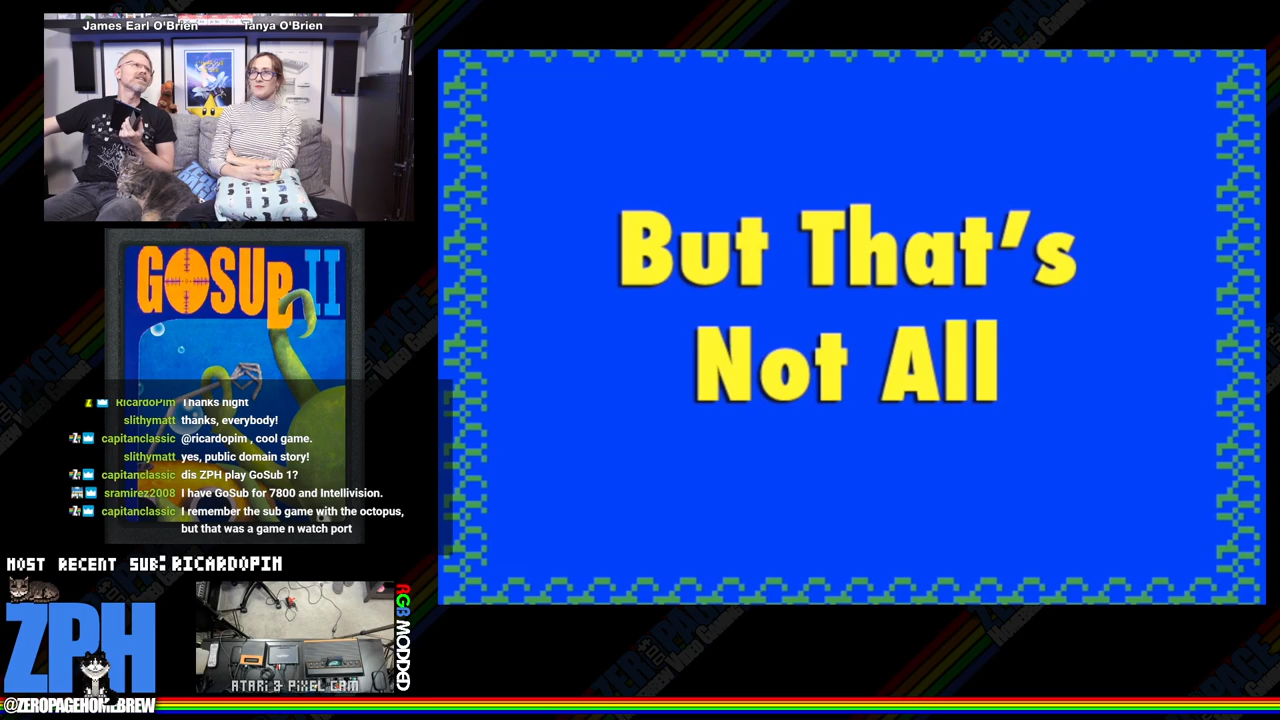 James Earl O'Brien
Tanya O'Brien
But That's
Not All
GOSUB II
RicardoPim Thanks night
slithymatt thanks, everybody!
capitanclassic @ricardopim , cool game.
slithymatt yes, public domain story!
capitanclassic dis ZPH play GoSub 1?
sramirez2008 I have GoSub for 7800 and Intellivision.
capitanclassic I remember the sub game with the octopus,
but that was a game n watch port
MOST RECENT SUB: RICARDOPIM
ZPH
@ZEROPAGEHOMEBREW
RGB MODDED
ATARI & PIXEL CAM